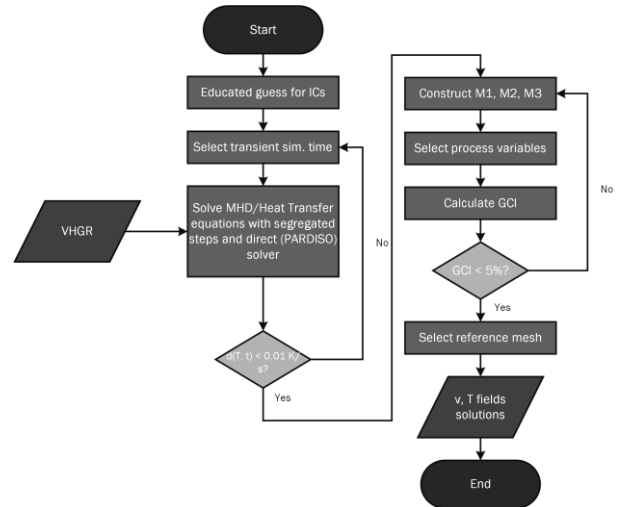 Start
Educated guess for ICs
Select transient sim. time
VHGR
Solve MHD/Heat Transfer
equations with segregated
steps and direct (PARDISO)
solver
d(T, t) < 0.01 K/
s?
Yes
No
Construct M1, M2, M3
Select process variables
Calculate GCI
GCI < 5%?
No
Yes
Select reference mesh
v, T fields
solutions
End